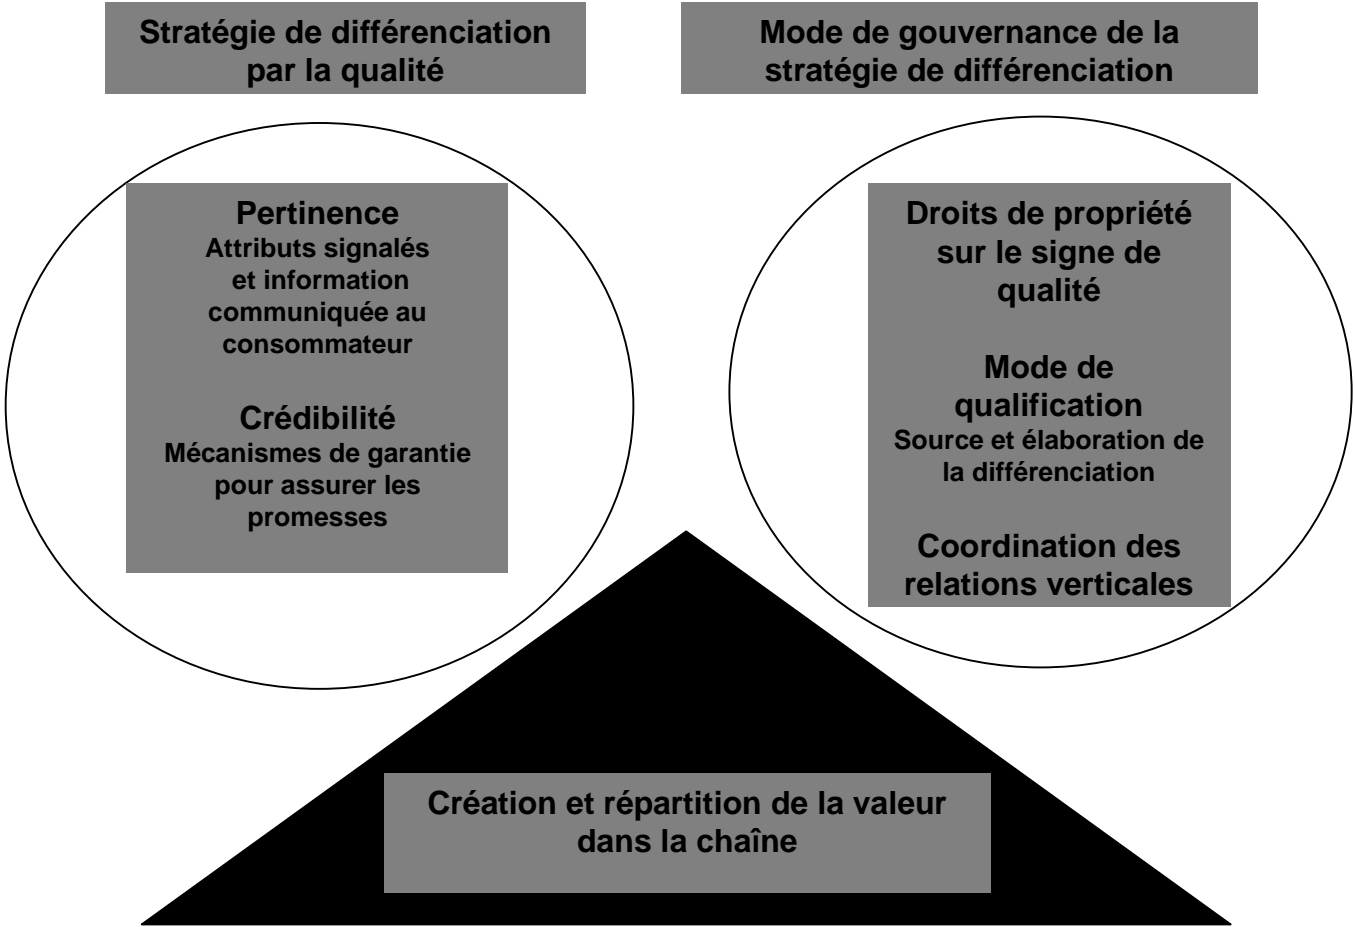 Stratégie de différenciation
par la qualité
Mode de gouvernance de la
stratégie de différenciation
Pertinence
Attributs signalés
et information
communiquée au
consommateur
Crédibilité
Mécanismes de garantie
pour assurer les
promesses
Droits de propriété
sur le signe de
qualité
Mode de
qualification
Source et élaboration de
la différenciation
Coordination des
relations verticales
Création et répartition de la valeur
dans la chaîne